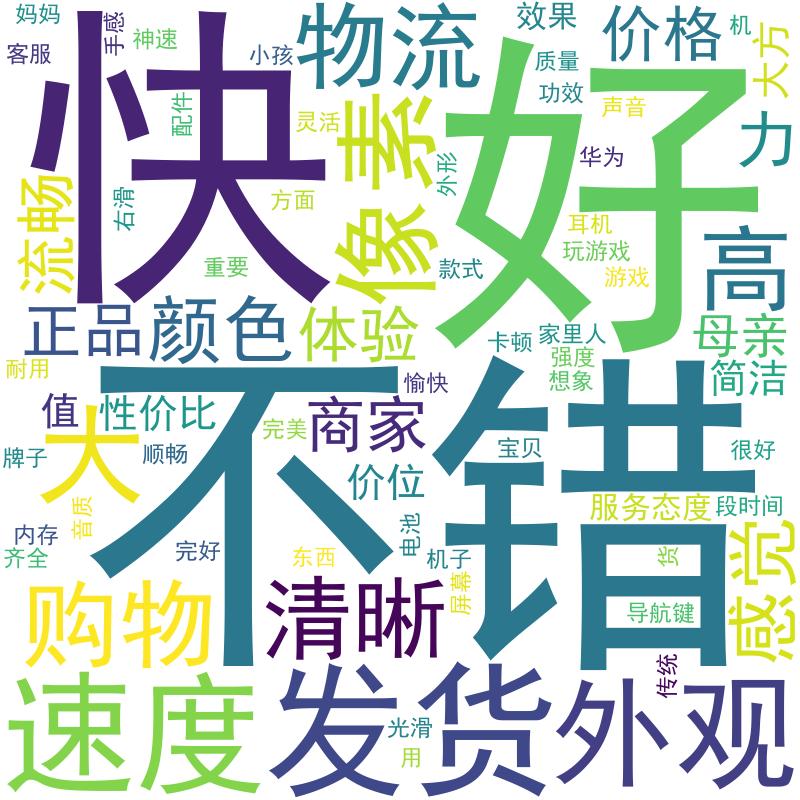 妈妈
手感
神速
小孩
物流
效果
价格
机
大方
客服
快
好
质量
功效
声音
配件
灵活
像素
外形
华为
力
流畅
右滑
方面
耳机
玩游戏
游戏
高
重要
款式
正品
颜色
体验
卡顿
家里人
强度
想象
母亲
简洁
耐用
不错
愉快
值
大
性价比
完美
商家
价位
宝贝
很好
牌子
顺畅
音质
服务态度
段时间
内存
齐全
完好
东西
电池
机子
屏幕
货
感觉
购物
清晰
导航键
传统
速度
发货
光滑
用
外观